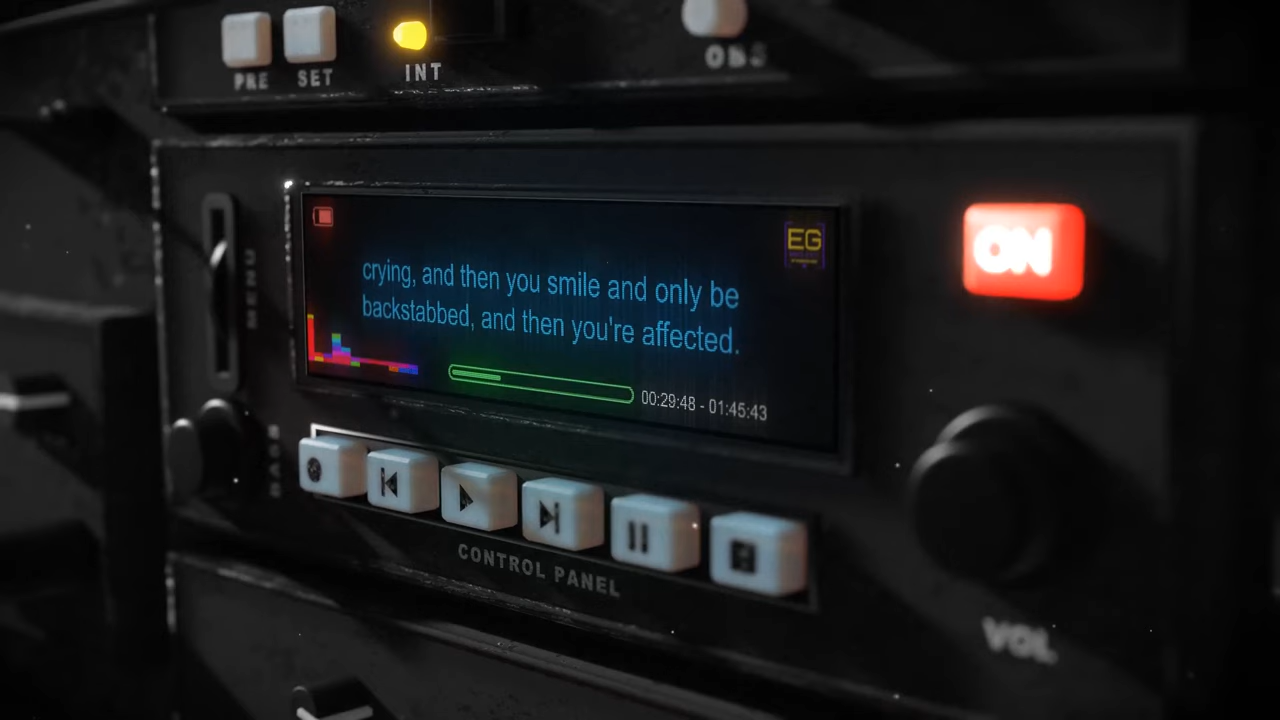 PRE
SET
INT
OBS
MENU
EG
ON
crying, and then you smile and only be
backstabbed, and then you're affected.
00:29:48 - 01:45:43
CONTROL PANEL
VOL